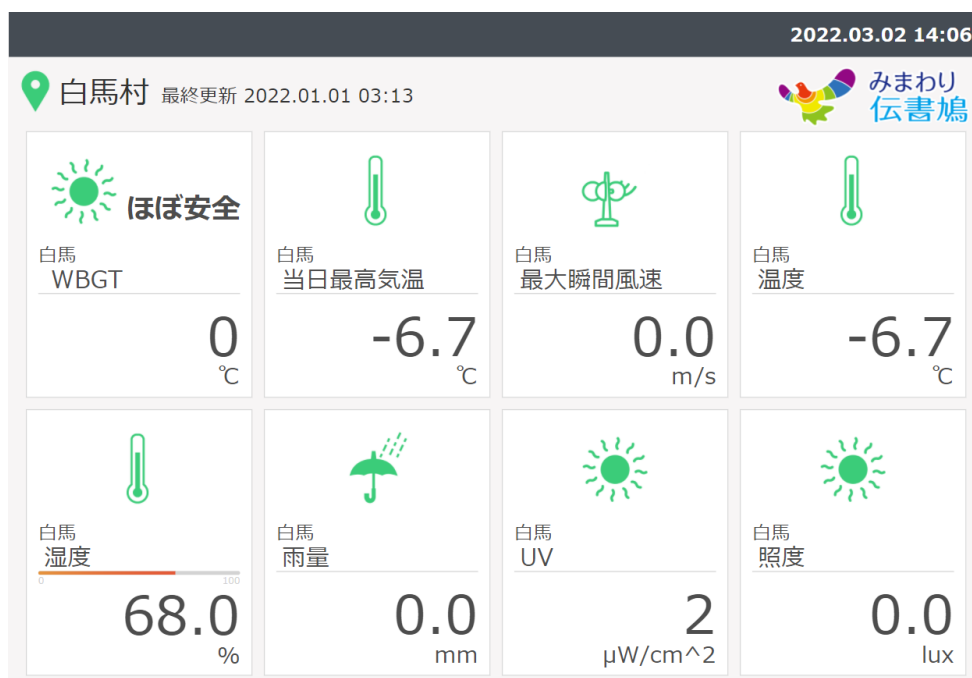 2022.03.02 14:06
白馬村 最終更新 2022.01.01 03:13
みまわり
伝書鳩
ほぼ安全
白馬
WBGT
0
℃
白馬
当日最高気温
-6.7
℃
白馬
最大瞬間風速
0.0
m/s
白馬
温度
-6.7
℃
白馬
湿度
0 100
68.0
%
白馬
雨量
0.0
mm
白馬
UV
2
μW/cm^2
白馬
照度
0.0
lux